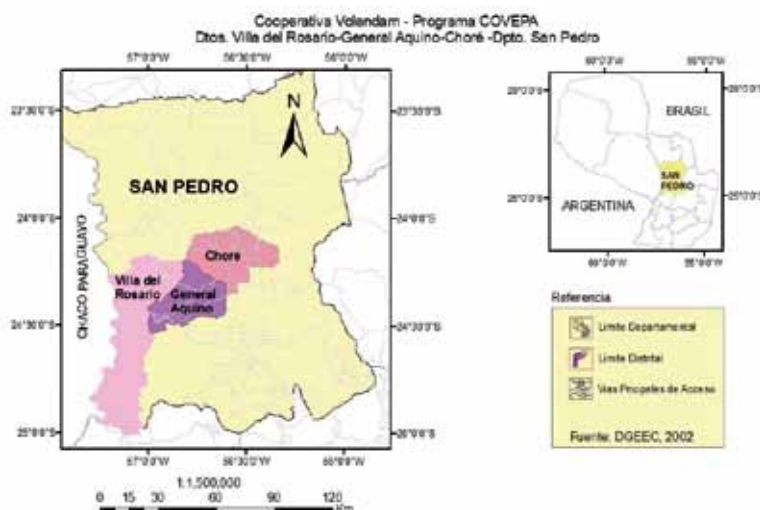 Cooperativa Volendam - Programa COVEPA
Dtos. Villa del Rosario-General Aquino-Choré -Dpto. San Pedro
57°0'0"W 56°30'0"W 56°0'0"W
23°30'0"S
23°30'0"S
N
SAN PEDRO
24°0'0"S
24°0'0"S
CHACO PARAGUAYO
Choré
Villa del
Rosario
General
Aquino
24°30'0"S
24°30'0"S
25°0'0"S
25°0'0"S
57°0'0"W 56°30'0"W 56°0'0"W
1:1,500,000
0 15 30 60 90 120
Km
BRASIL
SAN
PEDRO
ARGENTINA
Referencia
Limite Departamental
Limite Distrital
Vias Pricipales de Acceso
Fuente: DGEEC, 2002